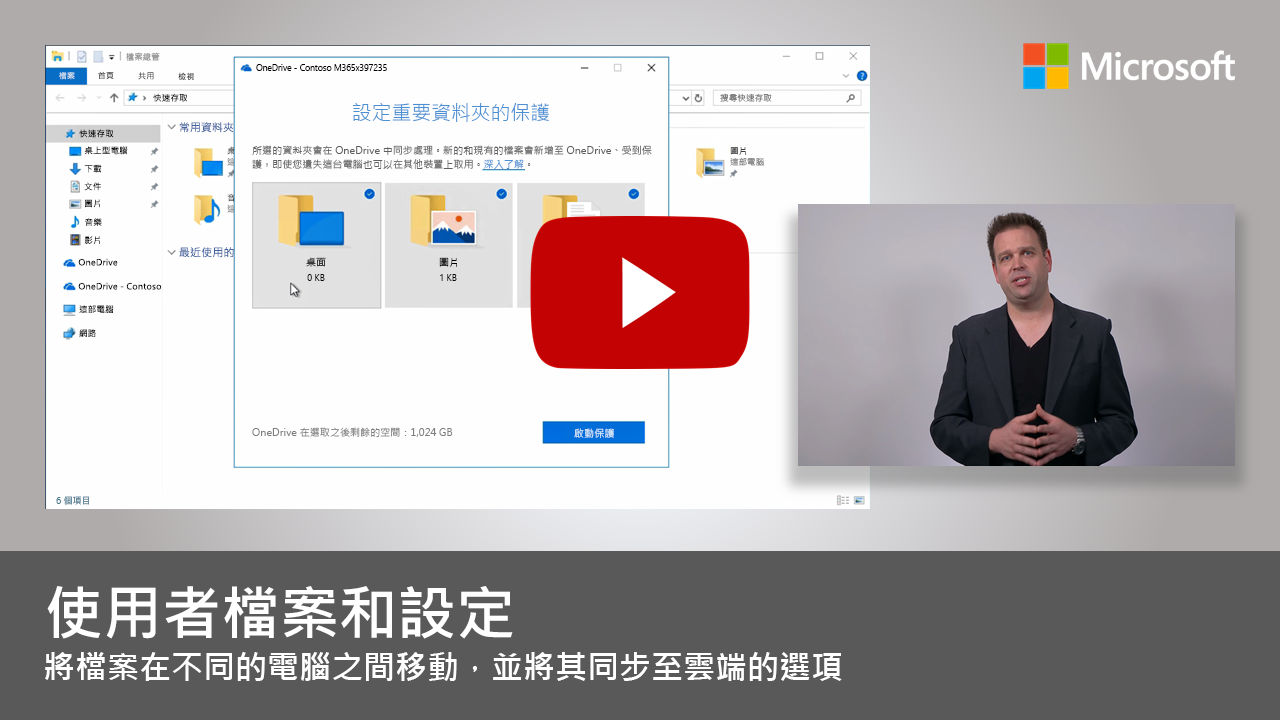 檔案總管
檔案 首頁 共用 檢視
快速存取
搜尋快速存取
快速存取
桌上型電腦
下載
文件
圖片
音樂
影片
OneDrive
OneDrive - Contoso
這部電腦
網路
6 個項目
常用資料夾
最近使用的
圖片
這部電腦
OneDrive - Contoso M365x397235
設定重要資料夾的保護
所選的資料夾會在 OneDrive 中同步處理。新的和現有的檔案會新增至 OneDrive、受到保
護，即使您遺失這台電腦也可以在其他裝置上取用。深入了解。
桌面
0 KB
圖片
1 KB
OneDrive 在選取之後剩餘的空間：1,024 GB
啟動保護
Microsoft
使用者檔案和設定
將檔案在不同的電腦之間移動，並將其同步至雲端的選項